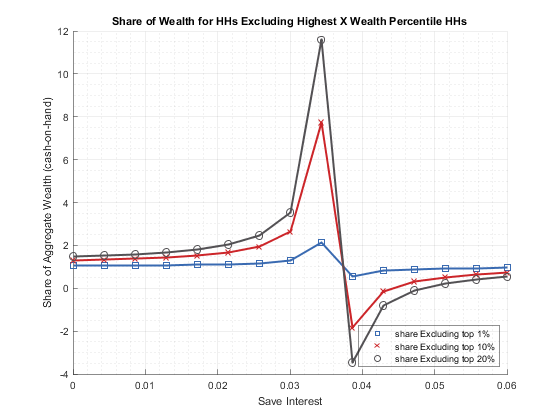 Share of Wealth for HHs Excluding Highest X Wealth Percentile HHs
Share of Aggregate Wealth (cash-on-hand)
12
10
8
6
4
2
0
-2
-4
0
0.01
0.02
0.03
0.04
0.05
0.06
Save Interest
share Excluding top 1%
share Excluding top 10%
share Excluding top 20%